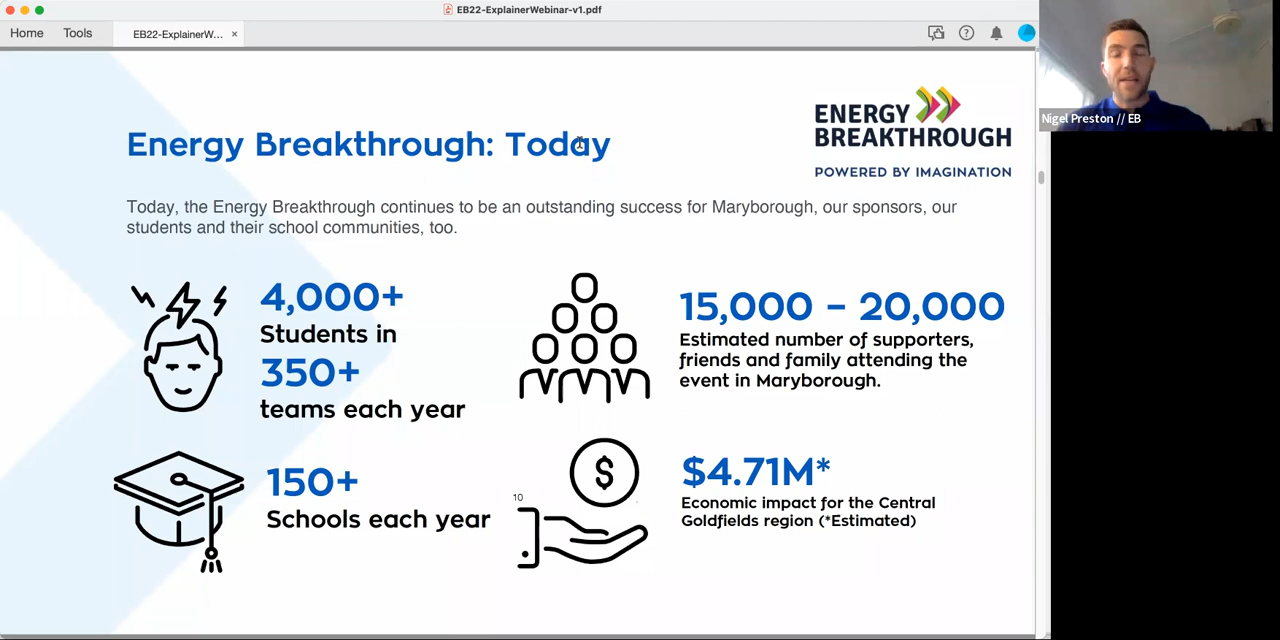 EB22-ExplainerWebinar-v1.pdf
Home Tools EB22-ExplainerW... ×
Nigel Preston // EB
ENERGY
BREAKTHROUGH
POWERED BY IMAGINATION
Energy Breakthrough: Today
Today, the Energy Breakthrough continues to be an outstanding success for Maryborough, our sponsors, our
students and their school communities, too.
4,000+
Students in
350+
teams each year
15,000 – 20,000
Estimated number of supporters,
friends and family attending the
event in Maryborough.
150+
Schools each year
10
$
$4.71M*
Economic impact for the Central
Goldfields region (*Estimated)